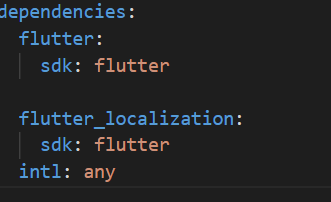 dependencies:
flutter:
sdk: flutter
flutter_localization:
sdk: flutter
intl: any